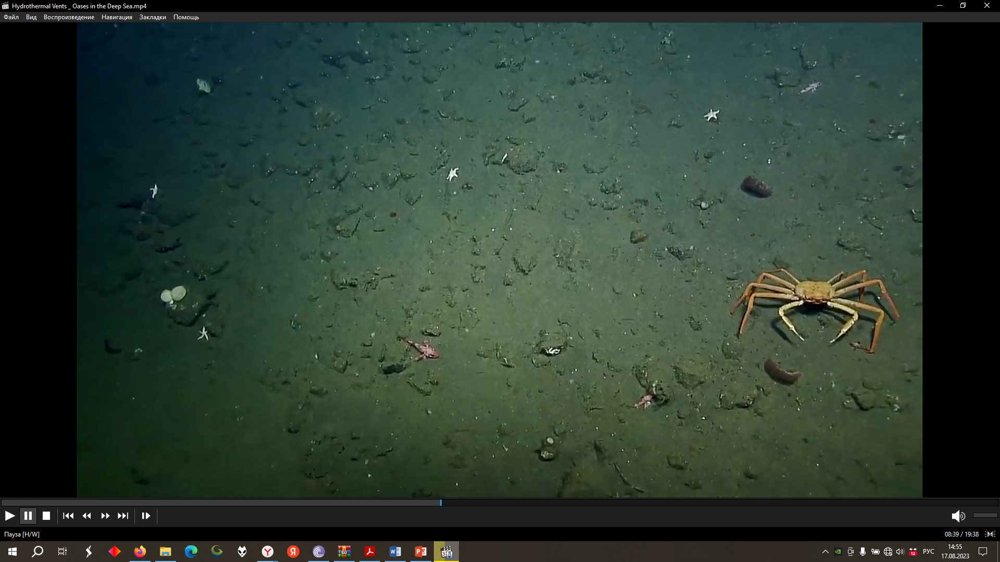 Hydrothermal Vents _ Oases in the Deep Sea.mp4
Файл Вид Воспроизведение Навигация Закладки Помощь
Пауза [H/W]
08:39 / 19:38
14:55
РУС
17.08.2023
12